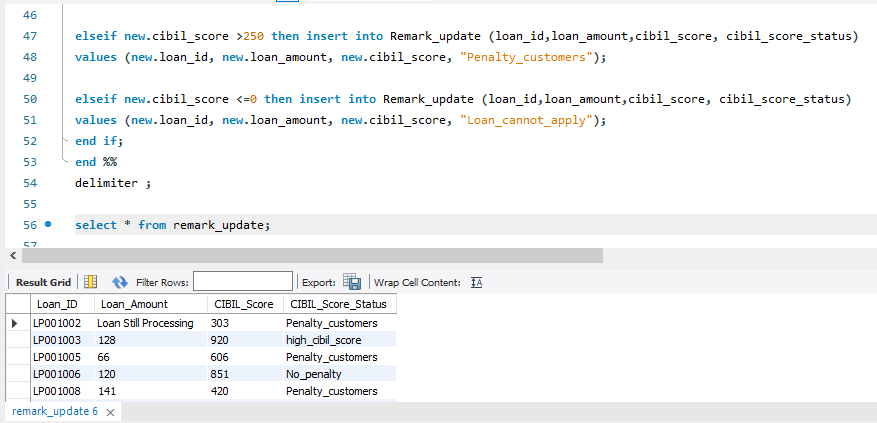 46
47 elseif new.cibil_score >250 then insert into Remark_update (loan_id,loan_amount,cibil_score, cibil_score_status)
48 values (new.loan_id, new.loan_amount, new.cibil_score, "Penalty_customers");
49
50 elseif new.cibil_score <=0 then insert into Remark_update (loan_id,loan_amount,cibil_score, cibil_score_status)
51 values (new.loan_id, new.loan_amount, new.cibil_score, "Loan_cannot_apply");
52 end if;
53 end %%
54 delimiter ;
55
56 select * from remark_update;
57
Result Grid Filter Rows: Export: Wrap Cell Content:
Loan_ID Loan_Amount CIBIL_Score CIBIL_Score_Status
LP001002 Loan Still Processing 303 Penalty_customers
LP001003 128 920 high_cibil_score
LP001005 66 606 Penalty_customers
LP001006 120 851 No_penalty
LP001008 141 420 Penalty_customers
remark_update 6